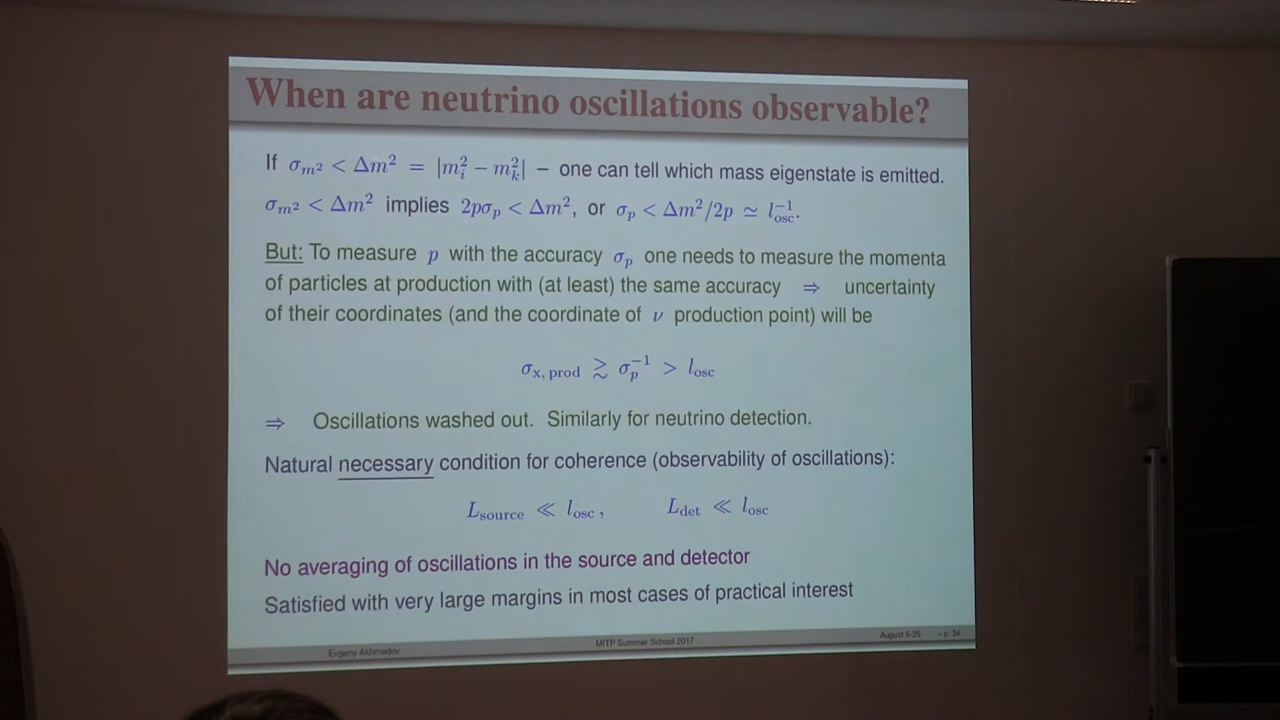 When are neutrino oscillations observable?
If σ_{m²} < Δm² = |m_i² − m_k²| − one can tell which mass eigenstate is emitted.
σ_{m²} < Δm² implies 2pσ_p < Δm², or σ_p < Δm²/2p ≃ l_osc^{−1}.
But: To measure p with the accuracy σ_p one needs to measure the momenta
of particles at production with (at least) the same accuracy ⇒ uncertainty
of their coordinates (and the coordinate of ν production point) will be
σ_{x, prod} ≳ σ_p^{−1} > l_osc
⇒ Oscillations washed out. Similarly for neutrino detection.
Natural necessary condition for coherence (observability of oscillations):
L_source ≪ l_osc , L_det ≪ l_osc
No averaging of oscillations in the source and detector
Satisfied with very large margins in most cases of practical interest
Evgeny Akhmedov MITP Summer School 2017 August 6-25 – p. 34